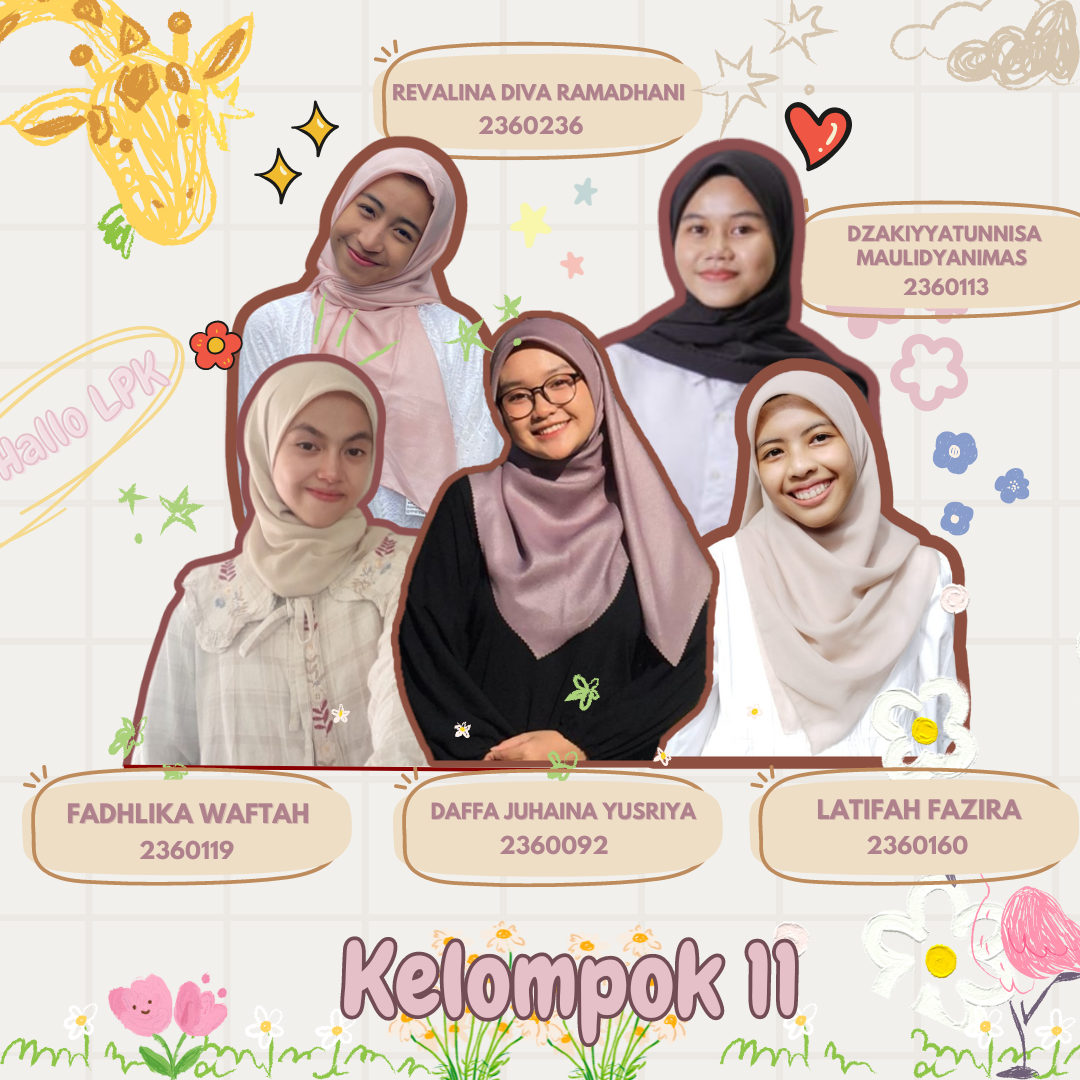 REVALINA DIVA RAMADHANI
2360236
DZAKIYYATUNNISA
MAULIDYANIMAS
2360113
Hallo LPK
FADHLIKA WAFTAH
2360119
DAFFA JUHAINA YUSRIYA
2360092
LATIFAH FAZIRA
2360160
Kelompok 11